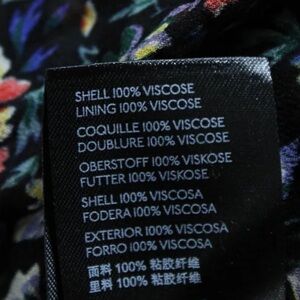 SHELL 100% VISCOSE
LINING 100% VISCOSE
COQUILLE 100% VISCOSE
DOUBLURE 100% VISCOSE
OBERSTOFF 100% VISKOSE
FUTTER 100% VISKOSE
SHELL 100% VISCOSA
FODERA 100% VISCOSA
EXTERIOR 100% VISCOSA
FORRO 100% VISCOSA
面料 100% 粘胶纤维
里料 100% 粘胶纤维